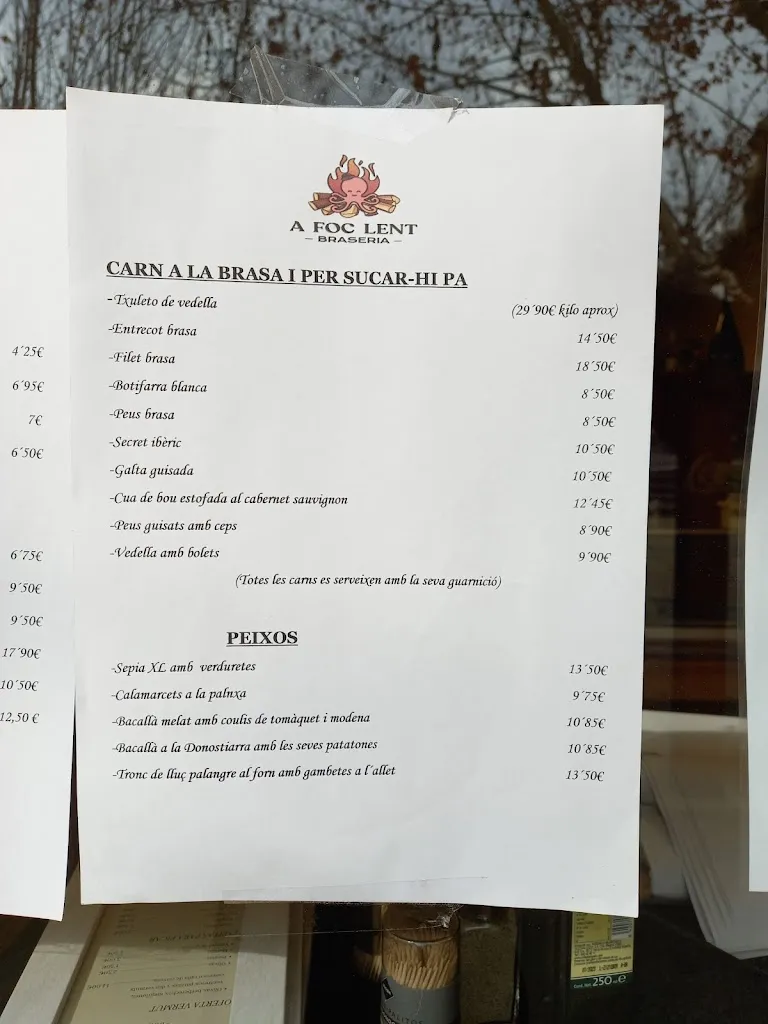 A FOC LENT
– BRASERIA –
CARN A LA BRASA I PER SUCAR-HI PA
-Txuleto de vedella (29´90€ kilo aprox)
-Entrecot brasa 14´50€
-Filet brasa 18´50€
-Botifarra blanca 8´50€
-Peus brasa 8´50€
-Secret ibèric 10´50€
-Galta guisada 10´50€
-Cua de bou estofada al cabernet sauvignon 12´45€
-Peus guisats amb ceps 8´90€
-Vedella amb bolets 9´90€
(Totes les carns es serveixen amb la seva guarnició)
PEIXOS
-Sepia XL amb verduretes 13´50€
-Calamarcets a la palnxa 9´75€
-Bacallà melat amb coulis de tomàquet i modena 10´85€
-Bacallà a la Donostiarra amb les seves patatones 10´85€
-Tronc de lluç palangre al forn amb gambetes a l´allet 13´50€
4´25€
6´95€
7€
6´50€
6´75€
9´50€
9´50€
17´90€
10´50€
12,50 €
OFERTA VERMUT
250 ml e